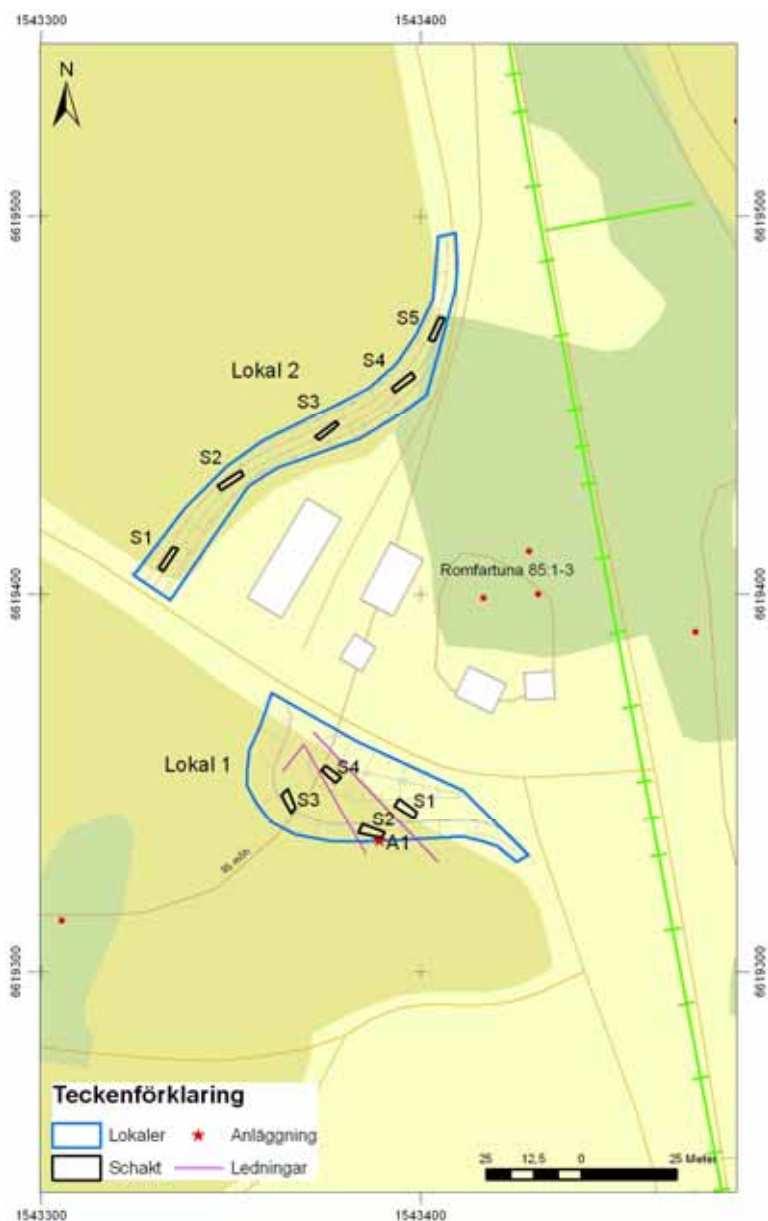 1543300
1543400
N
6619500
6619500
S5
S4
Lokal 2
S3
S2
S1
6619400
6619400
Romfartuna 85:1-3
Lokal 1
S4
S3
S1
S2
A1
95 möh
6619300
6619300
Teckenförklaring
Lokaler
Anläggning
Schakt
Ledningar
25 12,5 0 25 Meter
1543300
1543400